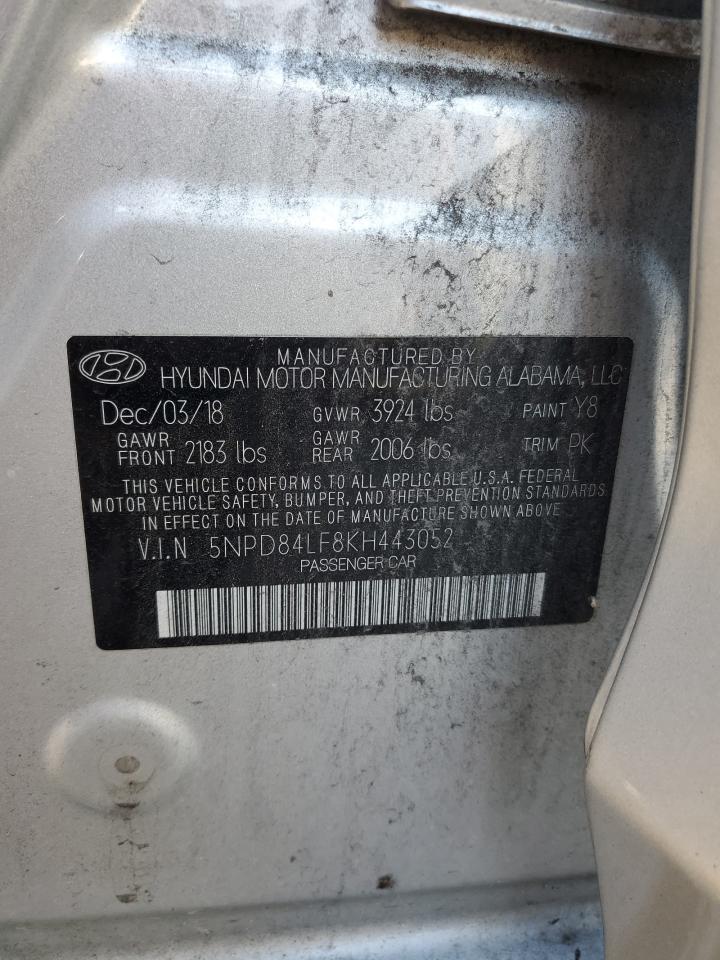 MANUFACTURED BY
HYUNDAI MOTOR MANUFACTURING ALABAMA, LLC
Dec/03/18 GVWR 3924 lbs PAINT Y8
GAWR FRONT 2183 lbs GAWR REAR 2006 lbs TRIM PK
THIS VEHICLE CONFORMS TO ALL APPLICABLE U.S.A. FEDERAL
MOTOR VEHICLE SAFETY, BUMPER, AND THEFT PREVENTION STANDARDS
IN EFFECT ON THE DATE OF MANUFACTURE SHOWN ABOVE
V.I.N 5NPD84LF8KH443052
PASSENGER CAR